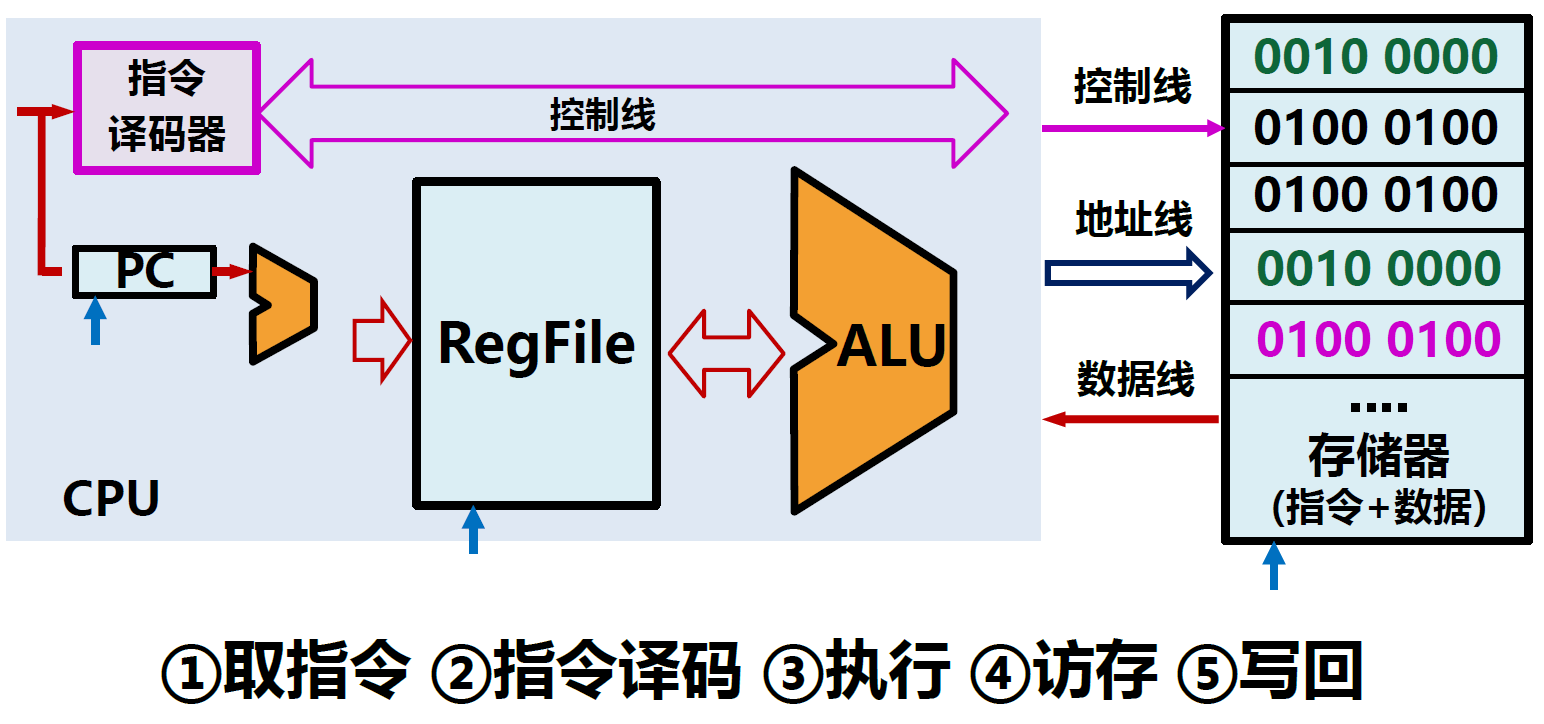 指令
译码器
控制线
PC
RegFile
ALU
CPU
控制线
地址线
数据线
0010 0000
0100 0100
0100 0100
0010 0000
0100 0100
....
存储器
(指令+数据)
①取指令 ②指令译码 ③执行 ④访存 ⑤写回